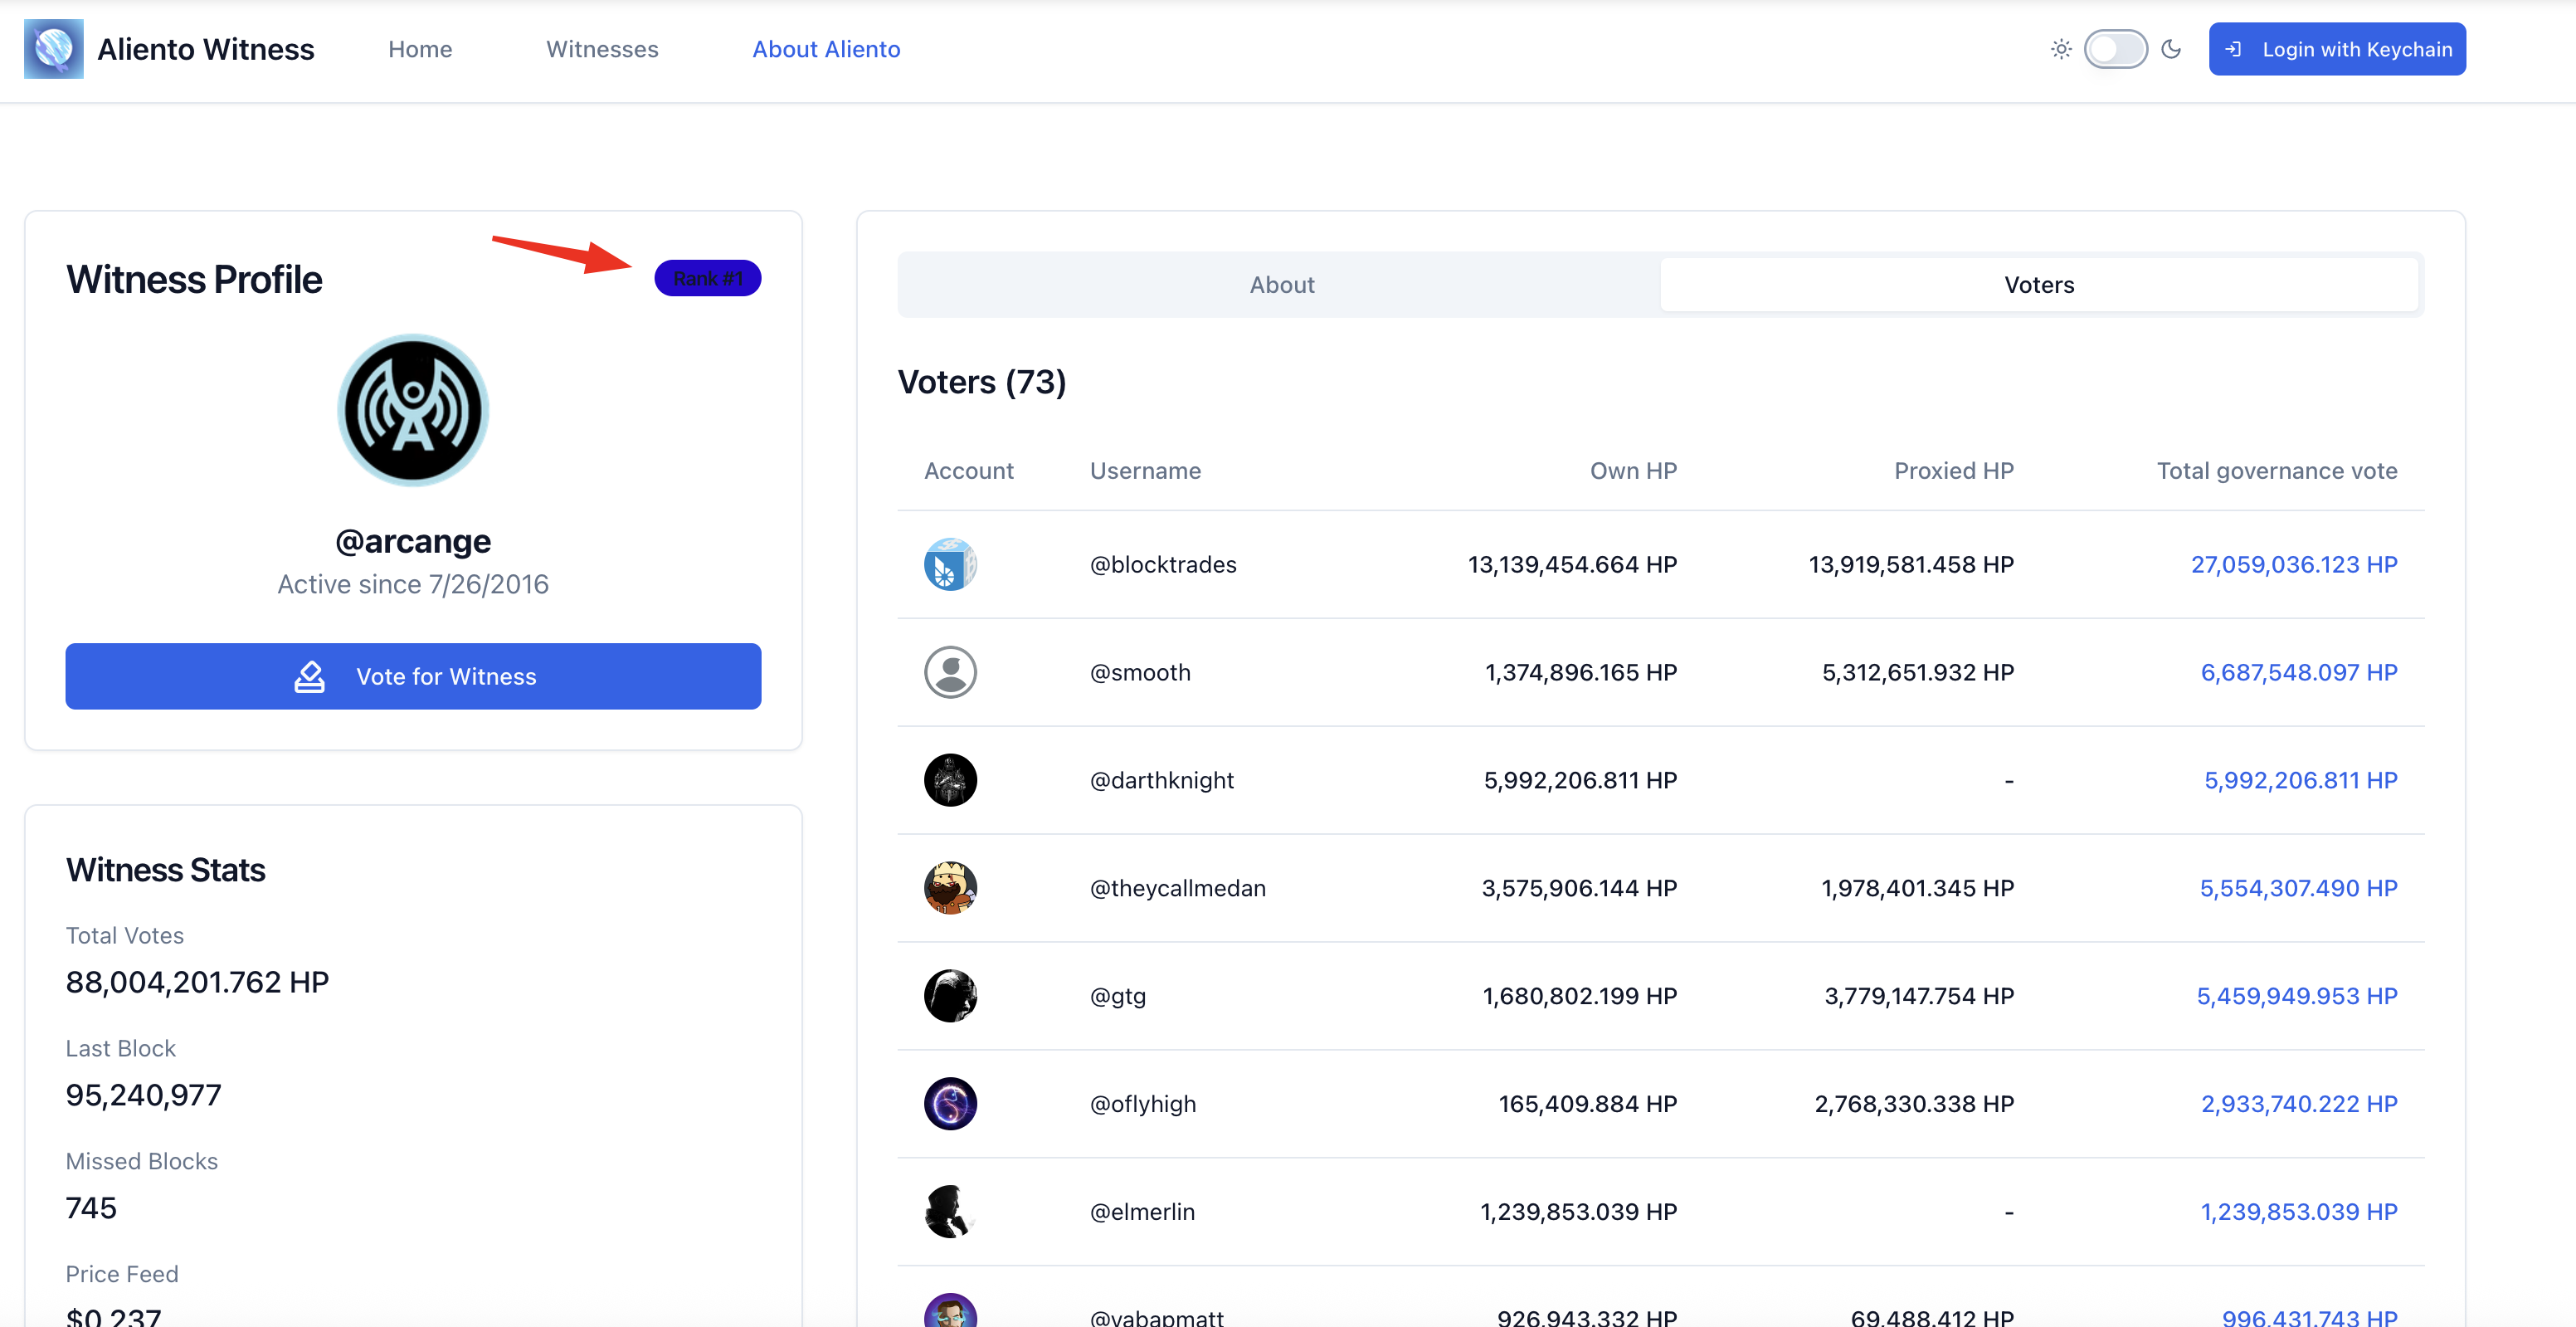 Aliento Witness Home Witnesses About Aliento Login with Keychain
Witness Profile Rank #1
@arcange
Active since 7/26/2016
Vote for Witness
Witness Stats
Total Votes
88,004,201.762 HP
Last Block
95,240,977
Missed Blocks
745
Price Feed
$0.237
About Voters
Voters (73)
Account Username Own HP Proxied HP Total governance vote
@blocktrades 13,139,454.664 HP 13,919,581.458 HP 27,059,036.123 HP
@smooth 1,374,896.165 HP 5,312,651.932 HP 6,687,548.097 HP
@darthknight 5,992,206.811 HP - 5,992,206.811 HP
@theycallmedan 3,575,906.144 HP 1,978,401.345 HP 5,554,307.490 HP
@gtg 1,680,802.199 HP 3,779,147.754 HP 5,459,949.953 HP
@oflyhigh 165,409.884 HP 2,768,330.338 HP 2,933,740.222 HP
@elmerlin 1,239,853.039 HP - 1,239,853.039 HP
@yabapmatt 926,943.332 HP 69,488.412 HP 996,431.743 HP